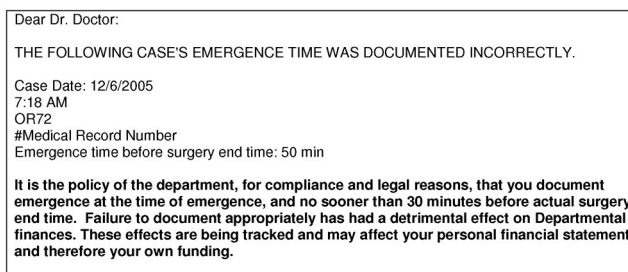 Dear Dr. Doctor:
THE FOLLOWING CASE'S EMERGENCE TIME WAS DOCUMENTED INCORRECTLY.
Case Date: 12/6/2005
7:18 AM
OR72
#Medical Record Number
Emergence time before surgery end time: 50 min
It is the policy of the department, for compliance and legal reasons, that you document
emergence at the time of emergence, and no sooner than 30 minutes before actual surgery
end time. Failure to document appropriately has had a detrimental effect on Departmental
finances. These effects are being tracked and may affect your personal financial statement
and therefore your own funding.